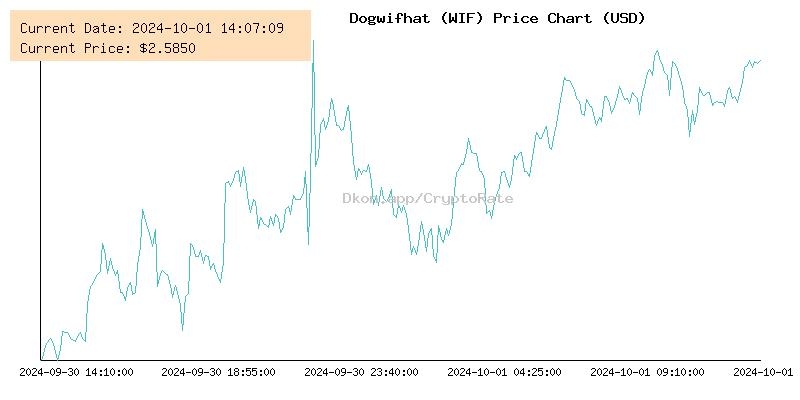 Dogwifhat (WIF) Price Chart (USD)
Current Date: 2024-10-01 14:07:09
Current Price: $2.5850
Dkow.app/CryptoRate
2024-09-30 14:10:00
2024-09-30 18:55:00
2024-09-30 23:40:00
2024-10-01 04:25:00
2024-10-01 09:10:00
2024-10-01